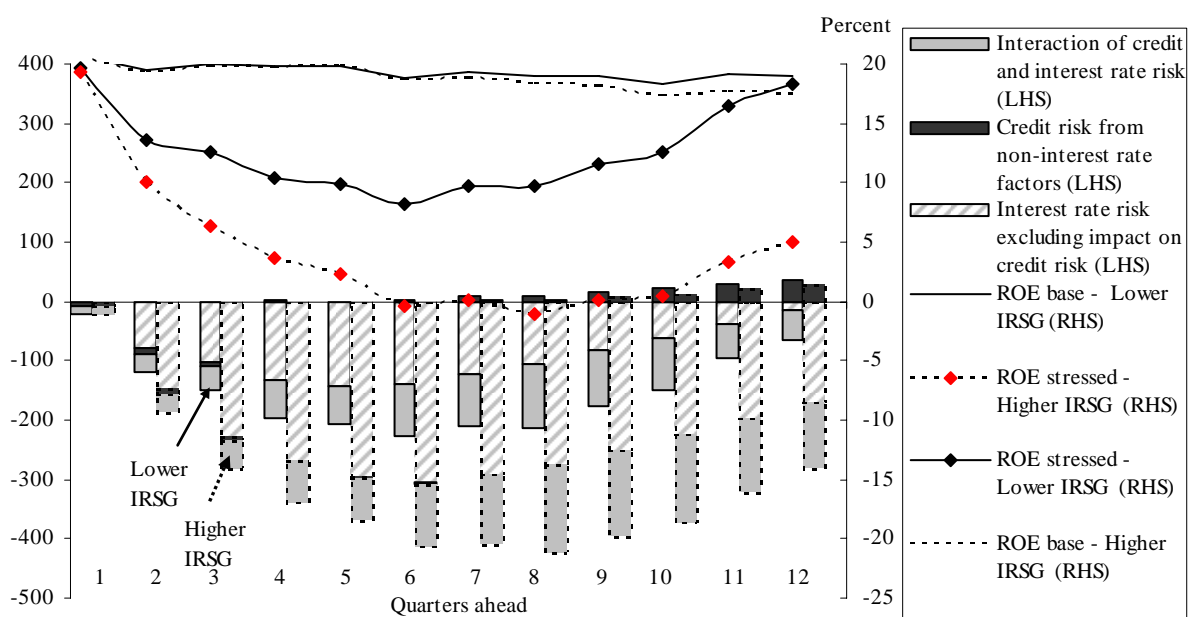 Percent
400
300
200
100
0
-100
-200
-300
-400
-500
20
15
10
5
0
-5
-10
-15
-20
-25
1 2 3 4 5 6 7 8 9 10 11 12
Quarters ahead
Lower
IRSG
Higher
IRSG
Interaction of credit
and interest rate risk
(LHS)
Credit risk from
non-interest rate
factors (LHS)
Interest rate risk
excluding impact on
credit risk (LHS)
ROE base - Lower
IRSG (RHS)
ROE stressed -
Higher IRSG (RHS)
ROE stressed -
Lower IRSG (RHS)
ROE base - Higher
IRSG (RHS)